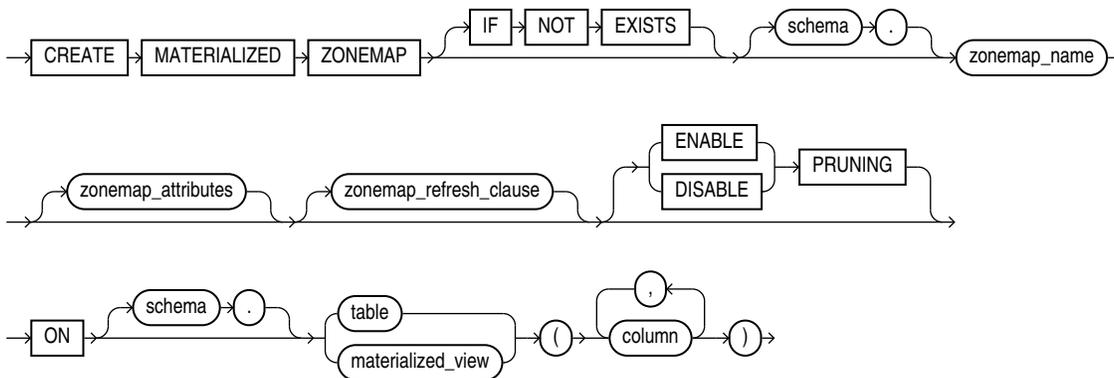 IF NOT EXISTS schema .
CREATE MATERIALIZED ZONEMAP zonemap_name
ENABLE
zonemap_attributes zonemap_refresh_clause PRUNING
DISABLE
,
schema . table
ON ( column )
materialized_view